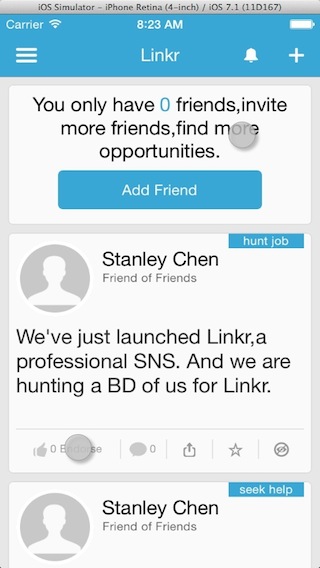 iOS Simulator – iPhone Retina (4-inch) / iOS 7.1 (11D167)
Carrier 8:23 AM
Linkr
You only have 0 friends,invite
more friends,find more
opportunities.
Add Friend
hunt job
Stanley Chen
Friend of Friends
We've just launched Linkr,a
professional SNS. And we are
hunting a BD of us for Linkr.
0 Endorse 0
seek help
Stanley Chen
Friend of Friends